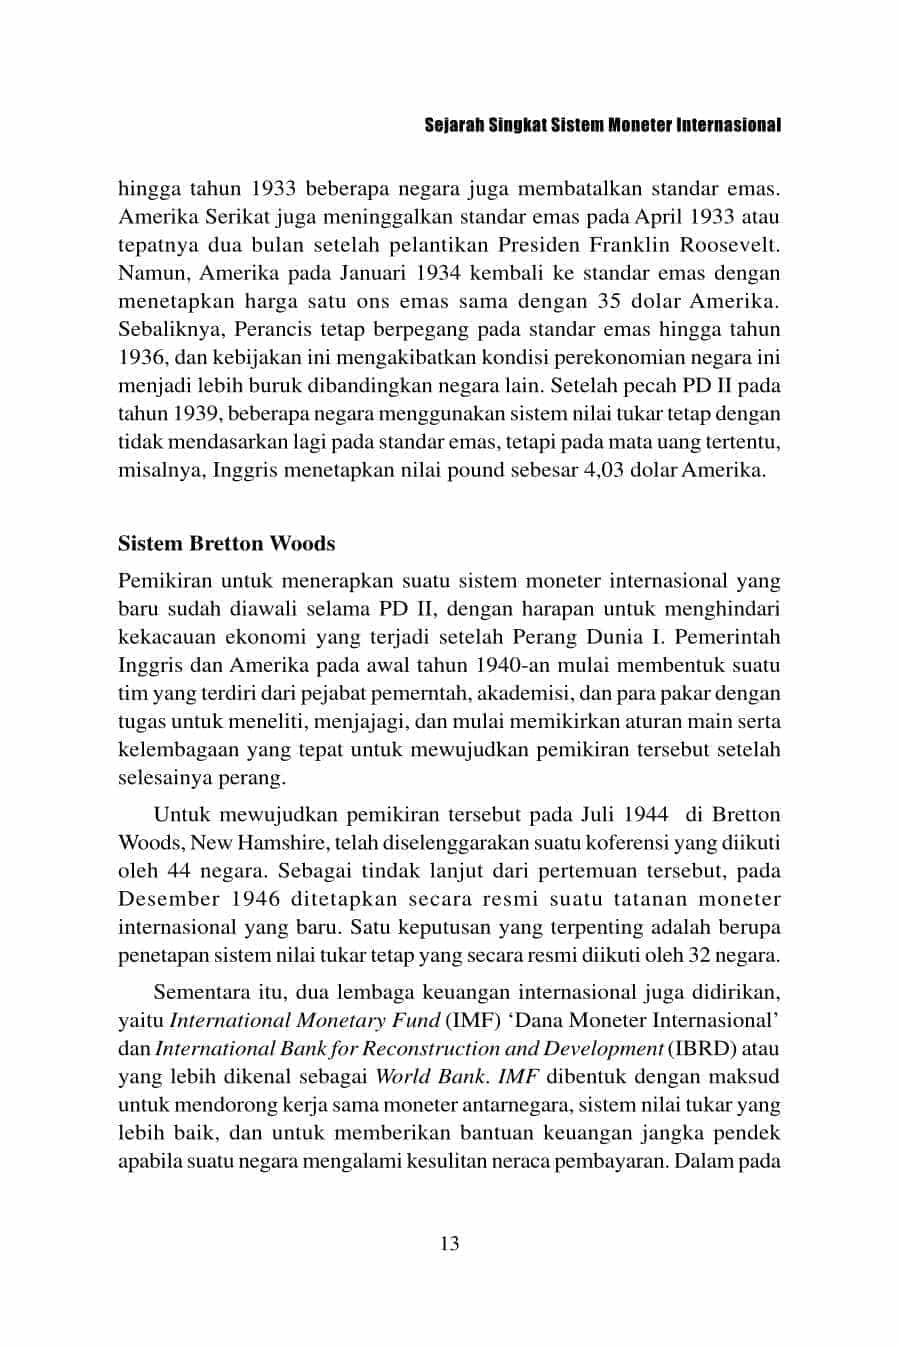 Sejarah Singkat Sistem Moneter Internasional
hingga tahun 1933 beberapa negara juga membatalkan standar emas.
Amerika Serikat juga meninggalkan standar emas pada April 1933 atau
tepatnya dua bulan setelah pelantikan Presiden Franklin Roosevelt.
Namun, Amerika pada Januari 1934 kembali ke standar emas dengan
menetapkan harga satu ons emas sama dengan 35 dolar Amerika.
Sebaliknya, Perancis tetap berpegang pada standar emas hingga tahun
1936, dan kebijakan ini mengakibatkan kondisi perekonomian negara ini
menjadi lebih buruk dibandingkan negara lain. Setelah pecah PD II pada
tahun 1939, beberapa negara menggunakan sistem nilai tukar tetap dengan
tidak mendasarkan lagi pada standar emas, tetapi pada mata uang tertentu,
misalnya, Inggris menetapkan nilai pound sebesar 4,03 dolar Amerika.
Sistem Bretton Woods
Pemikiran untuk menerapkan suatu sistem moneter internasional yang
baru sudah diawali selama PD II, dengan harapan untuk menghindari
kekacauan ekonomi yang terjadi setelah Perang Dunia I. Pemerintah
Inggris dan Amerika pada awal tahun 1940-an mulai membentuk suatu
tim yang terdiri dari pejabat pemerntah, akademisi, dan para pakar dengan
tugas untuk meneliti, menjajagi, dan mulai memikirkan aturan main serta
kelembagaan yang tepat untuk mewujudkan pemikiran tersebut setelah
selesainya perang.
Untuk mewujudkan pemikiran tersebut pada Juli 1944 di Bretton
Woods, New Hamshire, telah diselenggarakan suatu koferensi yang diikuti
oleh 44 negara. Sebagai tindak lanjut dari pertemuan tersebut, pada
Desember 1946 ditetapkan secara resmi suatu tatanan moneter
internasional yang baru. Satu keputusan yang terpenting adalah berupa
penetapan sistem nilai tukar tetap yang secara resmi diikuti oleh 32 negara.
Sementara itu, dua lembaga keuangan internasional juga didirikan,
yaitu International Monetary Fund (IMF) ‘Dana Moneter Internasional’
dan International Bank for Reconstruction and Development (IBRD) atau
yang lebih dikenal sebagai World Bank. IMF dibentuk dengan maksud
untuk mendorong kerja sama moneter antarnegara, sistem nilai tukar yang
lebih baik, dan untuk memberikan bantuan keuangan jangka pendek
apabila suatu negara mengalami kesulitan neraca pembayaran. Dalam pada
13